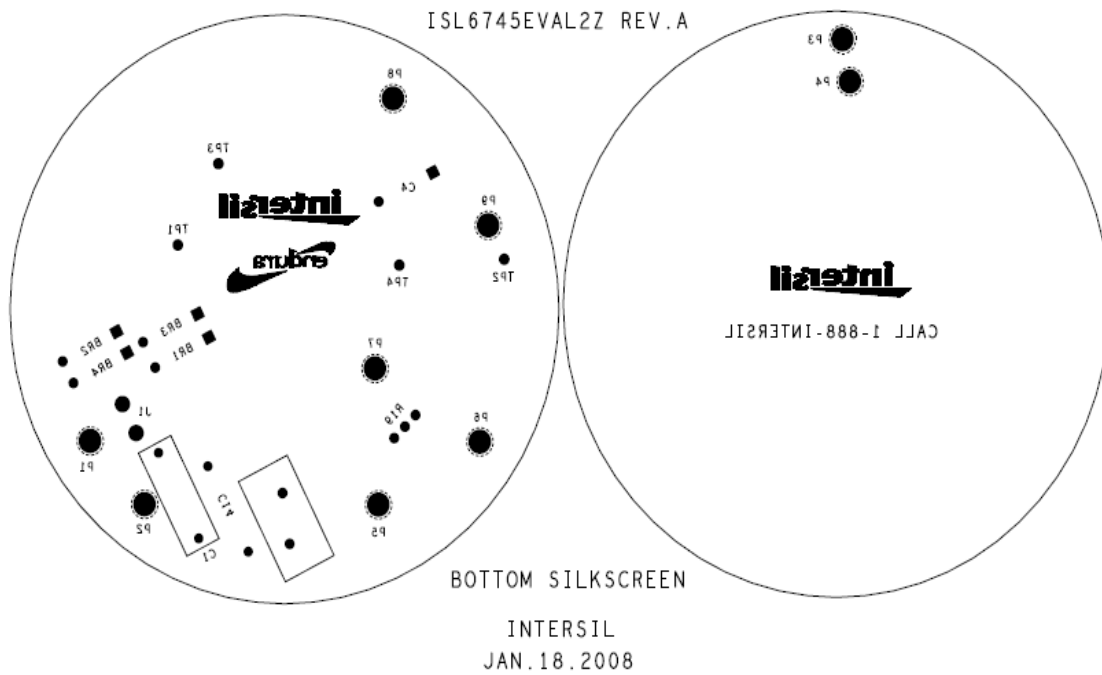 ISL6745EVAL2Z REV.A
P8
TP3
C4
intersil
P9
TP1
endura
TP4
TP2
BR3
BR2
BR1
BR4
P7
J1
R19
P6
P1
C14
P2
P5
C1
P3
P4
intersil
CALL 1-888-INTERSIL
BOTTOM SILKSCREEN
INTERSIL
JAN.18.2008